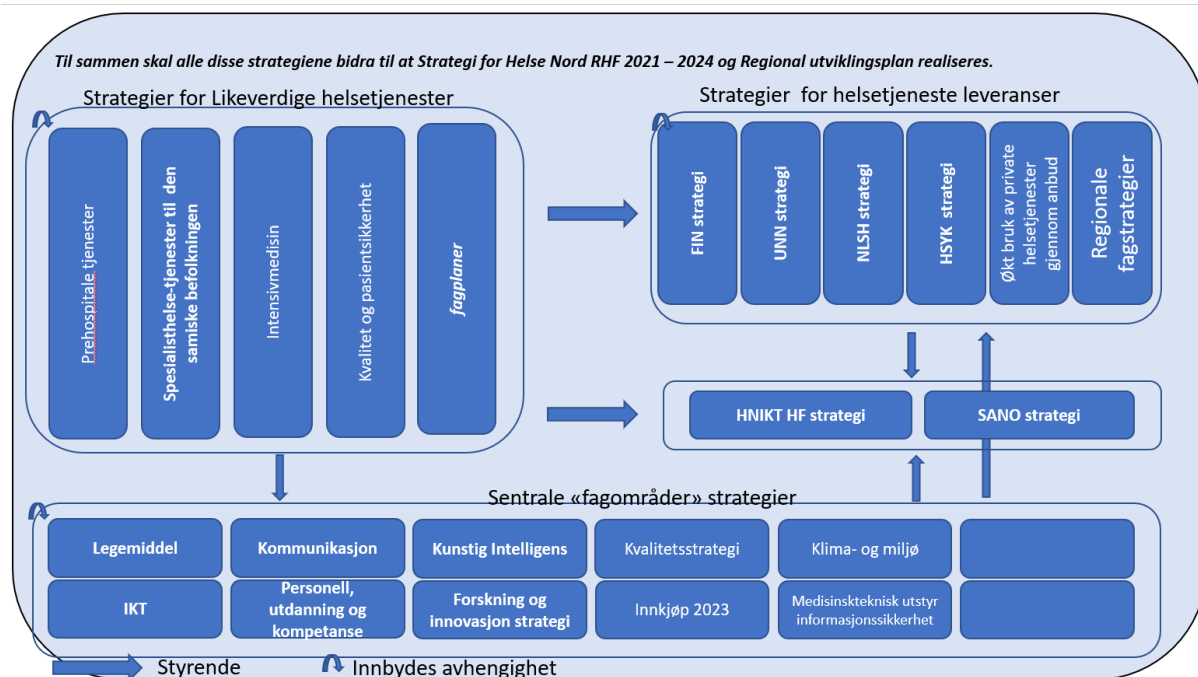 Til sammen skal alle disse strategiene bidra til at Strategi for Helse Nord RHF 2021 – 2024 og Regional utviklingsplan realiseres.
Strategier for Likeverdige helsetjenester
Prehospitale tjenester
Spesialisthelse-tjenester til  den
samiske befolkningen
Intensivmedisin
Kvalitet og pasientsikkerhet
fagplaner
Strategier  for helsetjeneste leveranser
FIN strategi
UNN strategi
NLSH strategi
HSYK  strategi
Økt bruk av private
helsetjenester
gjennom anbud
Regionale
fagstrategier
HNIKT HF strategi
SANO strategi
Sentrale «fagområder» strategier
Legemiddel
Kommunikasjon
Kunstig Intelligens
Kvalitetsstrategi
Klima- og miljø
IKT
Personell,
utdanning og
kompetanse
Forskning og
innovasjon strategi
Innkjøp 2023
Medisinskteknisk utstyr
informasjonssikkerhet
Styrende
Innbydes avhengighet